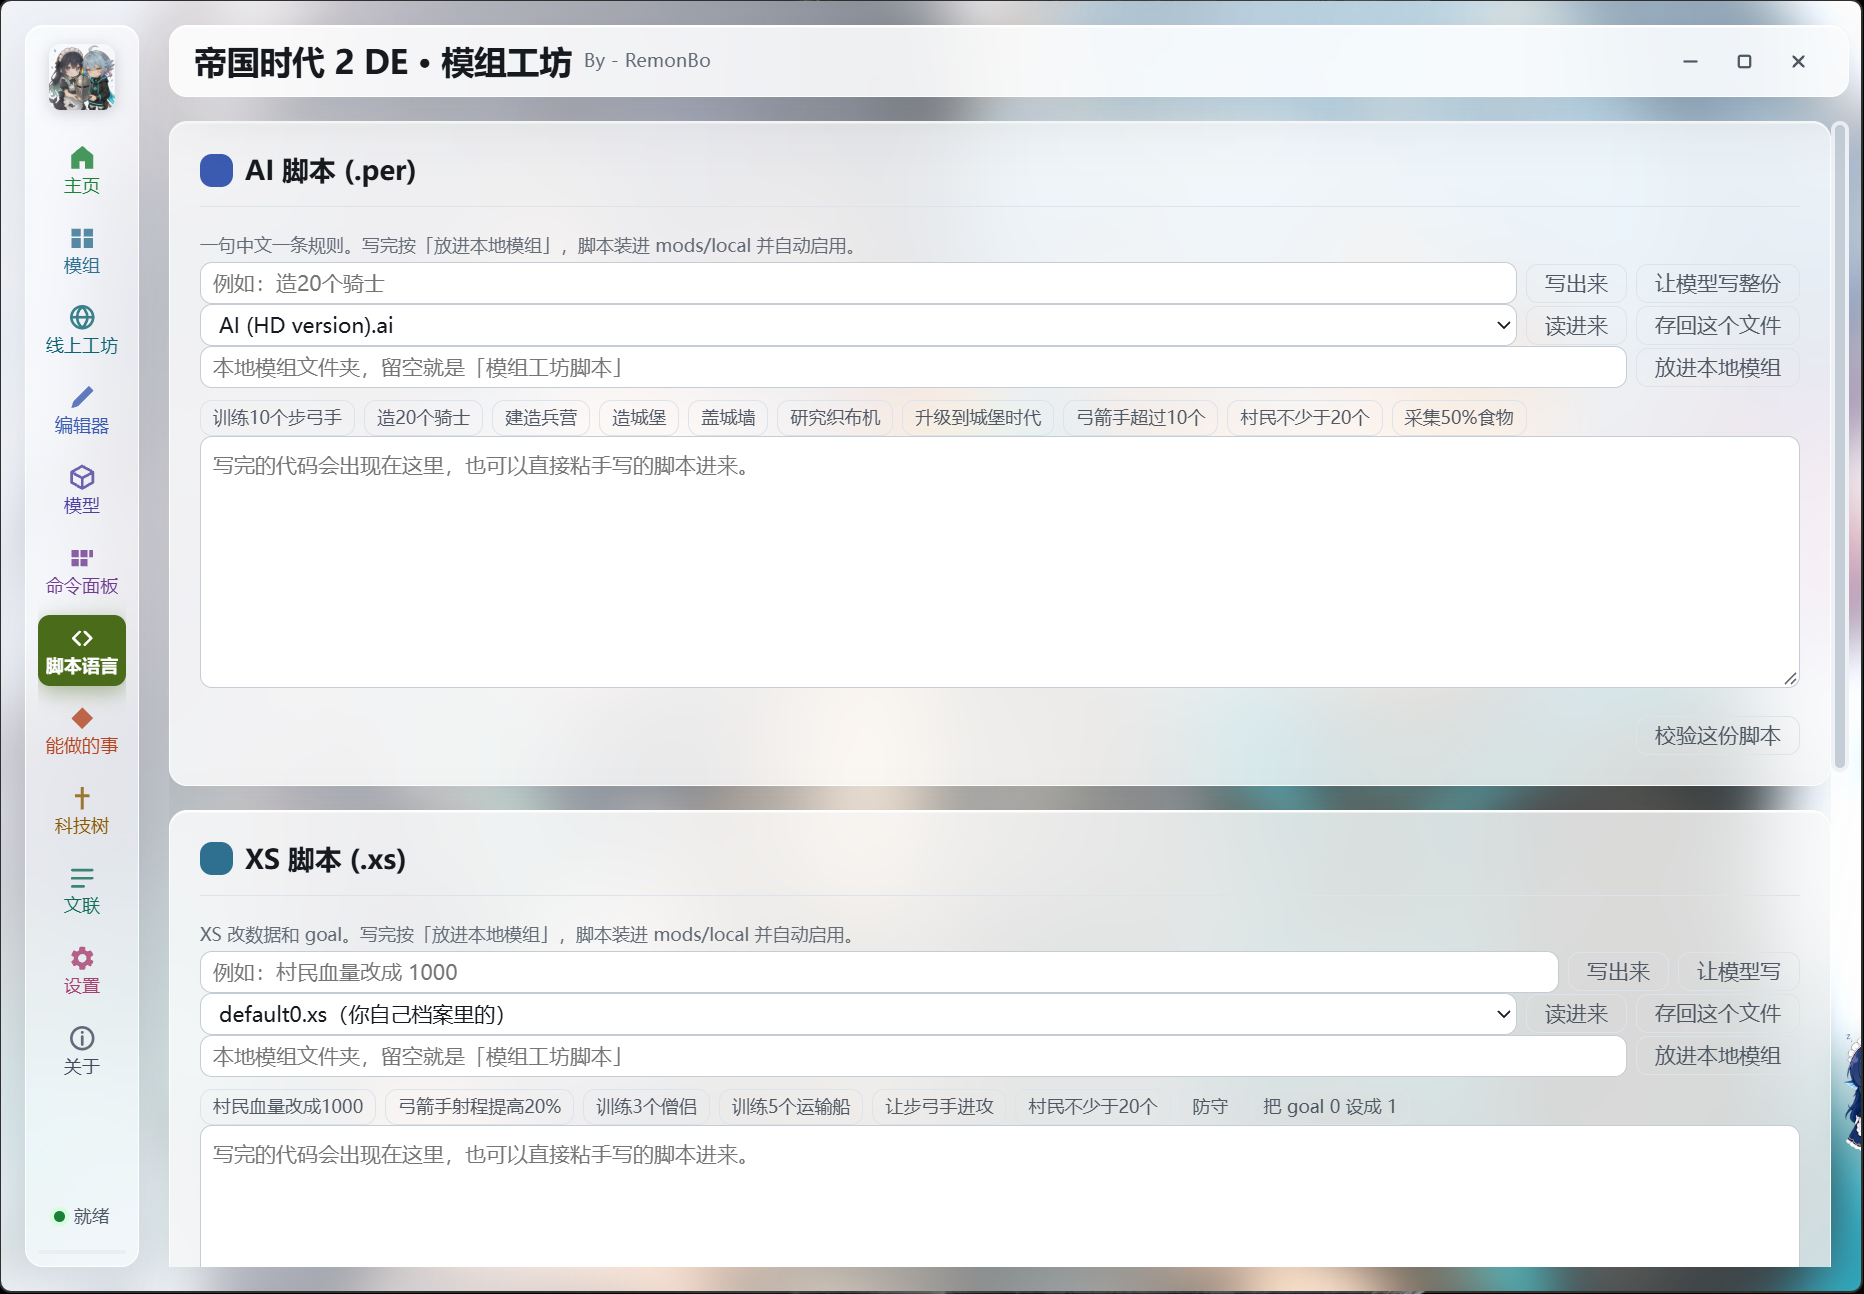 帝国时代 2 DE • 模组工坊 By - RemonBo
主页
模组
线上工坊
编辑器
模型
命令面板
脚本语言
能做的事
科技树
文联
设置
关于
就绪
AI 脚本 (.per)
一句中文一条规则。写完按「放进本地模组」，脚本装进 mods/local 并自动启用。
例如：造20个骑士 写出来 让模型写整份
AI (HD version).ai 读进来 存回这个文件
本地模组文件夹，留空就是「模组工坊脚本」 放进本地模组
训练10个步弓手 造20个骑士 建造兵营 造城堡 盖城墙 研究织布机 升级到城堡时代 弓箭手超过10个 村民不少于20个 采集50%食物
写完的代码会出现在这里，也可以直接粘手写的脚本进来。
校验这份脚本
XS 脚本 (.xs)
XS 改数据和 goal。写完按「放进本地模组」，脚本装进 mods/local 并自动启用。
例如：村民血量改成 1000 写出来 让模型写
default0.xs（你自己档案里的） 读进来 存回这个文件
本地模组文件夹，留空就是「模组工坊脚本」 放进本地模组
村民血量改成1000 弓箭手射程提高20% 训练3个僧侣 训练5个运输船 让步弓手进攻 村民不少于20个 防守 把 goal 0 设成 1
写完的代码会出现在这里，也可以直接粘手写的脚本进来。